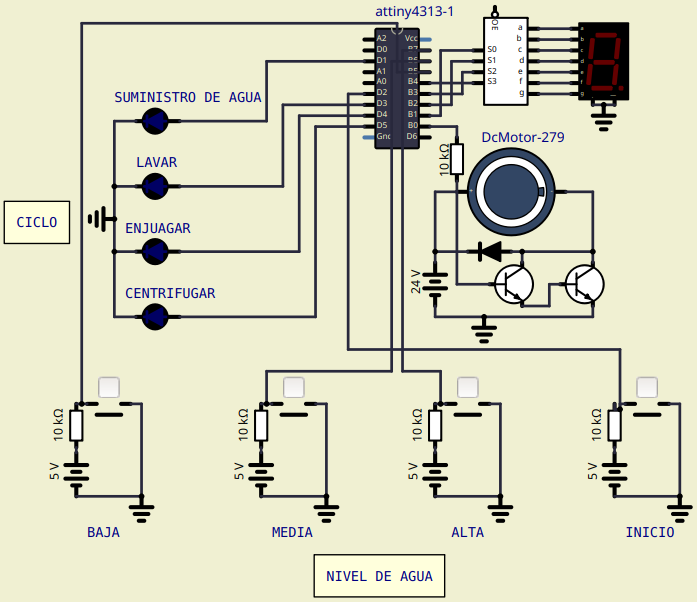 attiny4313-1
A2
D0
D1
A1
A0
D2
D3
D4
D5
Gnd
Vcc
B7
B6
B5
B4
B3
B2
B1
B0
D6
OE
S0
S1
S2
S3
a
b
c
d
e
f
g
a
b
c
d
e
f
g
SUMINISTRO DE AGUA
LAVAR
CICLO
ENJUAGAR
CENTRIFUGAR
DcMotor-279
10 kΩ
24 V
10 kΩ
5 V
10 kΩ
5 V
10 kΩ
5 V
10 kΩ
5 V
BAJA
MEDIA
ALTA
INICIO
NIVEL DE AGUA